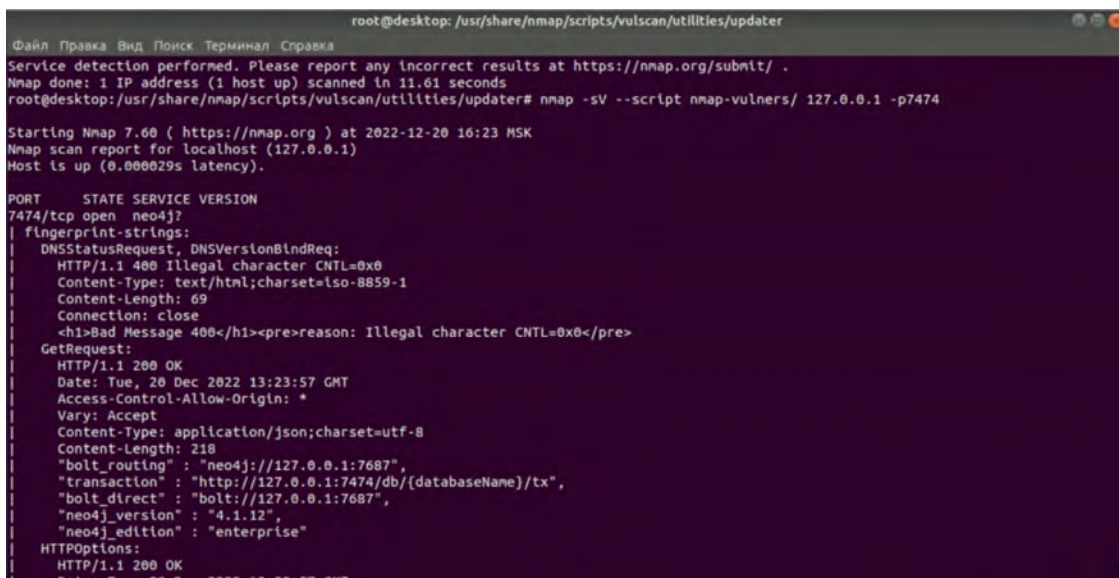 root@desktop: /usr/share/nmap/scripts/vulscan/utilities/updater
Файл Правка Вид Поиск Терминал Справка
Service detection performed. Please report any incorrect results at https://nmap.org/submit/ .
Nmap done: 1 IP address (1 host up) scanned in 11.61 seconds
root@desktop:/usr/share/nmap/scripts/vulscan/utilities/updater# nmap -sV --script nmap-vulners/ 127.0.0.1 -p7474
Starting Nmap 7.60 ( https://nmap.org ) at 2022-12-20 16:23 MSK
Nmap scan report for localhost (127.0.0.1)
Host is up (0.000029s latency).
PORT     STATE SERVICE VERSION
7474/tcp open  neo4j?
| fingerprint-strings:
|   DNSStatusRequest, DNSVersionBindReq:
|     HTTP/1.1 400 Illegal character CNTL=0x0
|     Content-Type: text/html;charset=iso-8859-1
|     Content-Length: 69
|     Connection: close
|     <h1>Bad Message 400</h1><pre>reason: Illegal character CNTL=0x0</pre>
|   GetRequest:
|     HTTP/1.1 200 OK
|     Date: Tue, 20 Dec 2022 13:23:57 GMT
|     Access-Control-Allow-Origin: *
|     Vary: Accept
|     Content-Type: application/json;charset=utf-8
|     Content-Length: 218
|     "bolt_routing" : "neo4j://127.0.0.1:7687",
|     "transaction" : "http://127.0.0.1:7474/db/{databaseName}/tx",
|     "bolt_direct" : "bolt://127.0.0.1:7687",
|     "neo4j_version" : "4.1.12",
|     "neo4j_edition" : "enterprise"
|   HTTPOptions:
|     HTTP/1.1 200 OK